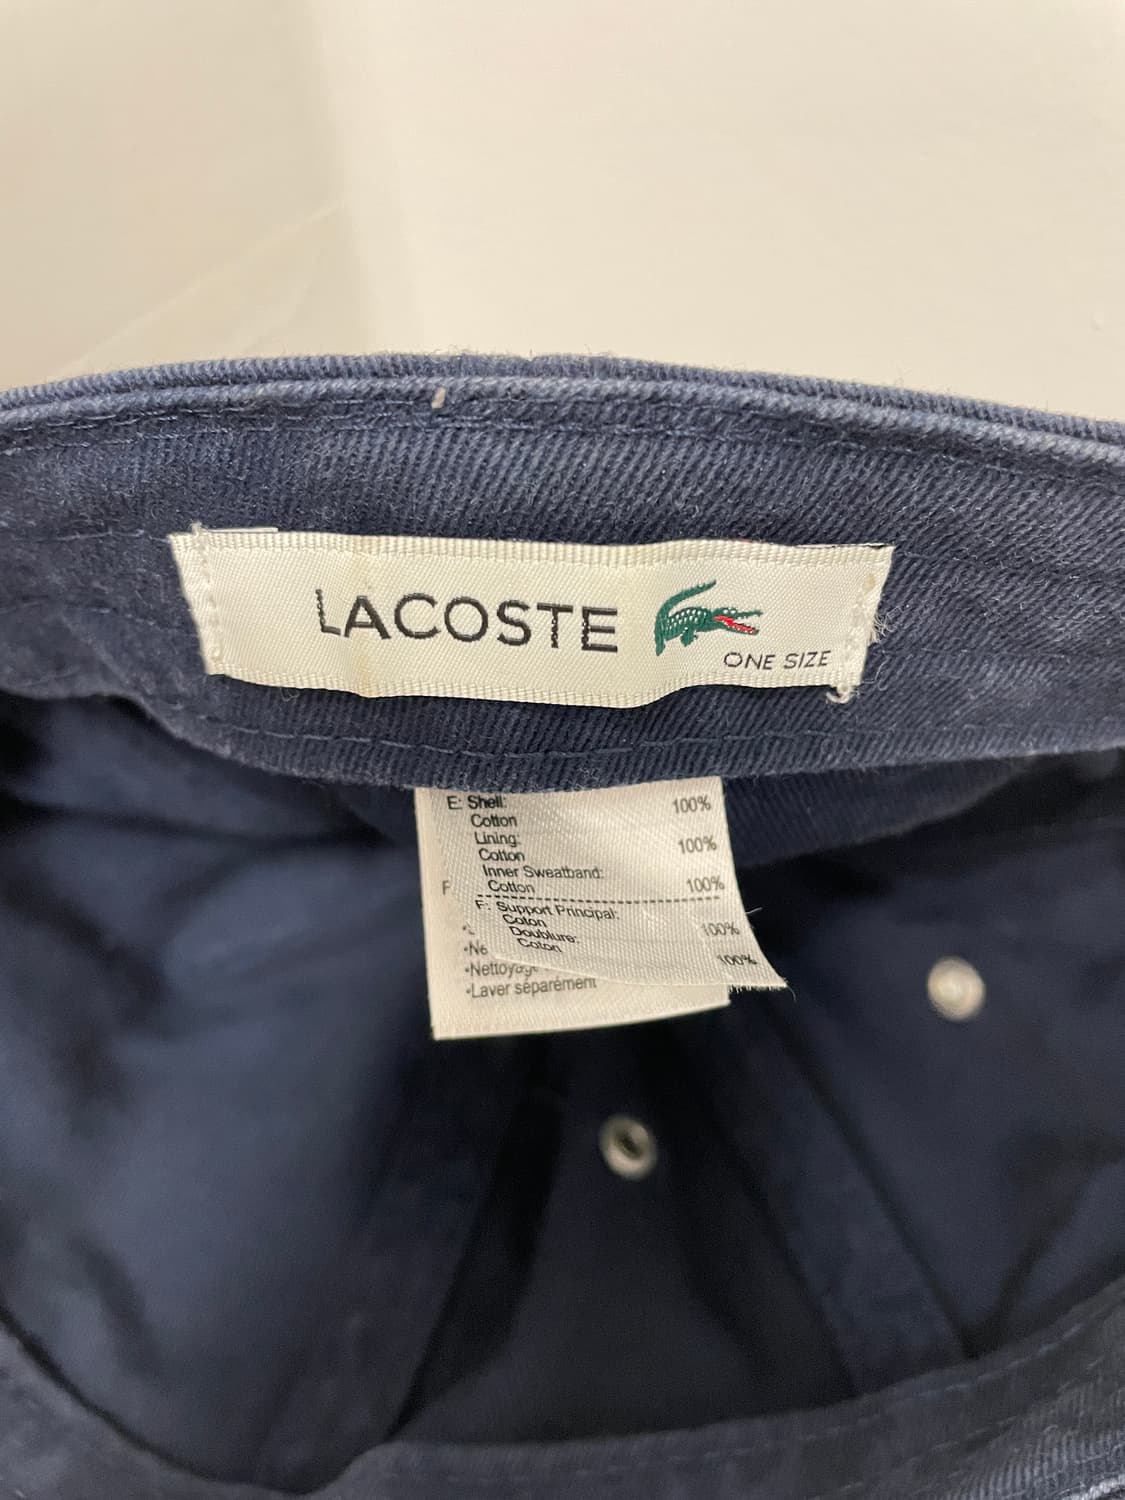 LACOSTE
ONE SIZE
E: Shell: 100%
Cotton
Lining: 100%
Cotton
Inner Sweatband: 100%
Cotton
F: Support Principal: 100%
Coton
Doublure: 100%
Coton
•Laver séparément